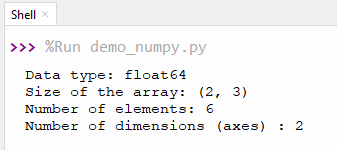 Shell ×
>>> %Run demo_numpy.py
Data type: float64
Size of the array: (2, 3)
Number of elements: 6
Number of dimensions (axes) : 2